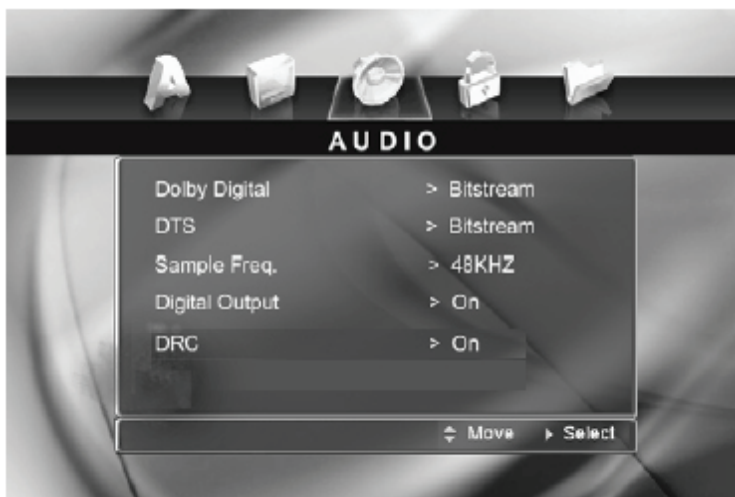 AUDIO
Dolby Digital > Bitstream
DTS > Bitstream
Sample Freq. > 48KHZ
Digital Output > On
DRC > On
Move Select